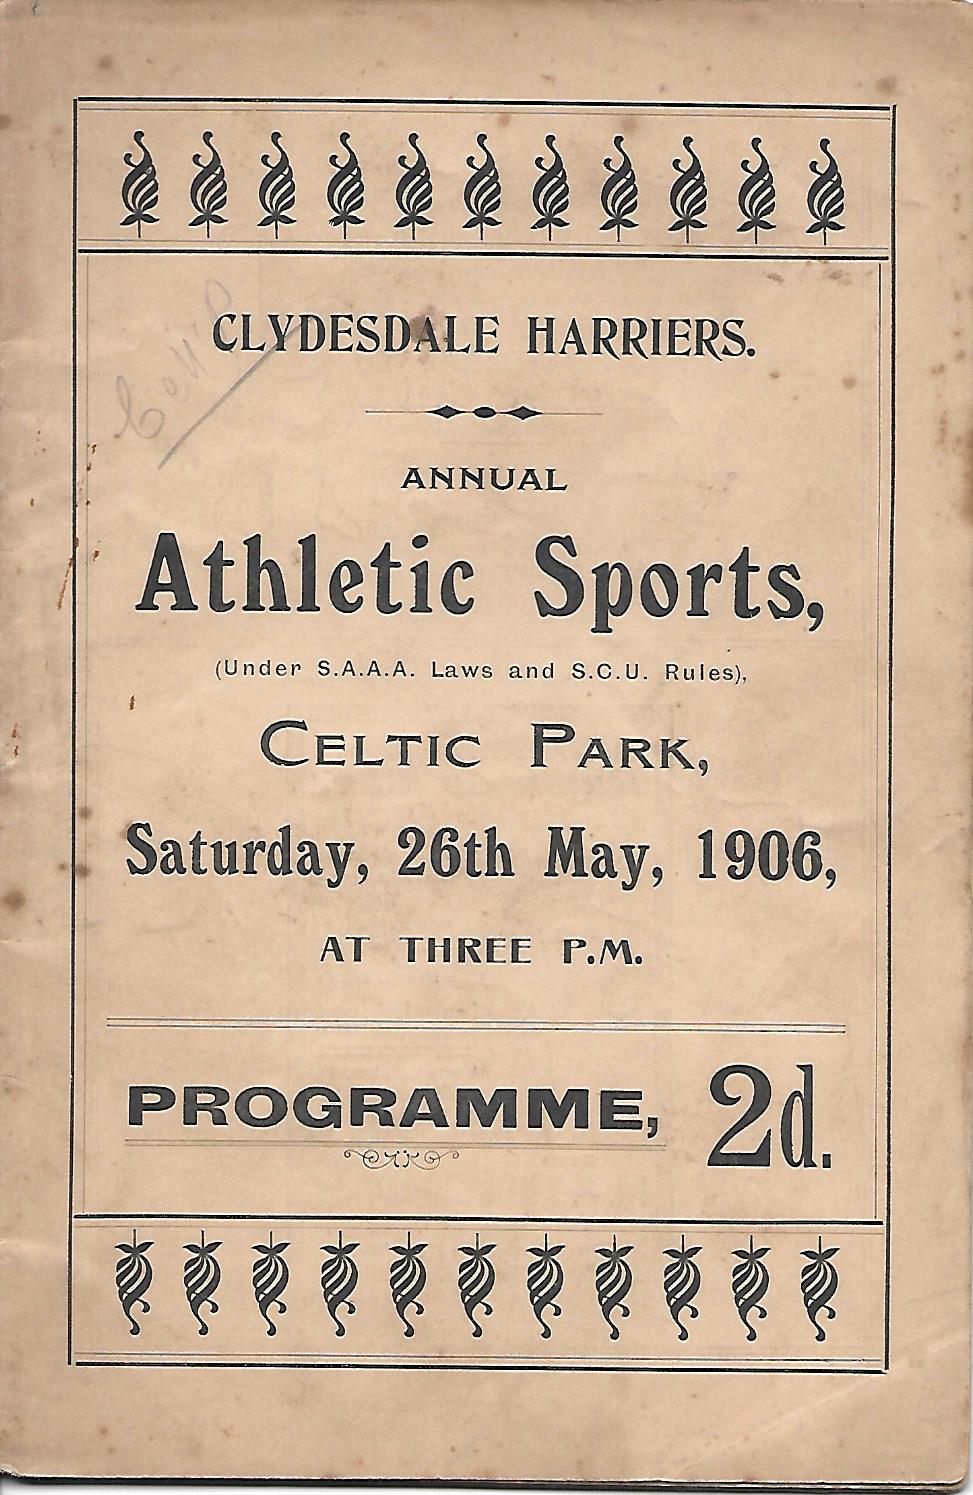 CLYDESDALE HARRIERS.
ANNUAL
Athletic Sports,
(Under S.A.A.A. Laws and S.C.U. Rules),
CELTIC PARK,
Saturday, 26th May, 1906,
AT THREE P.M.
PROGRAMME, 2d.